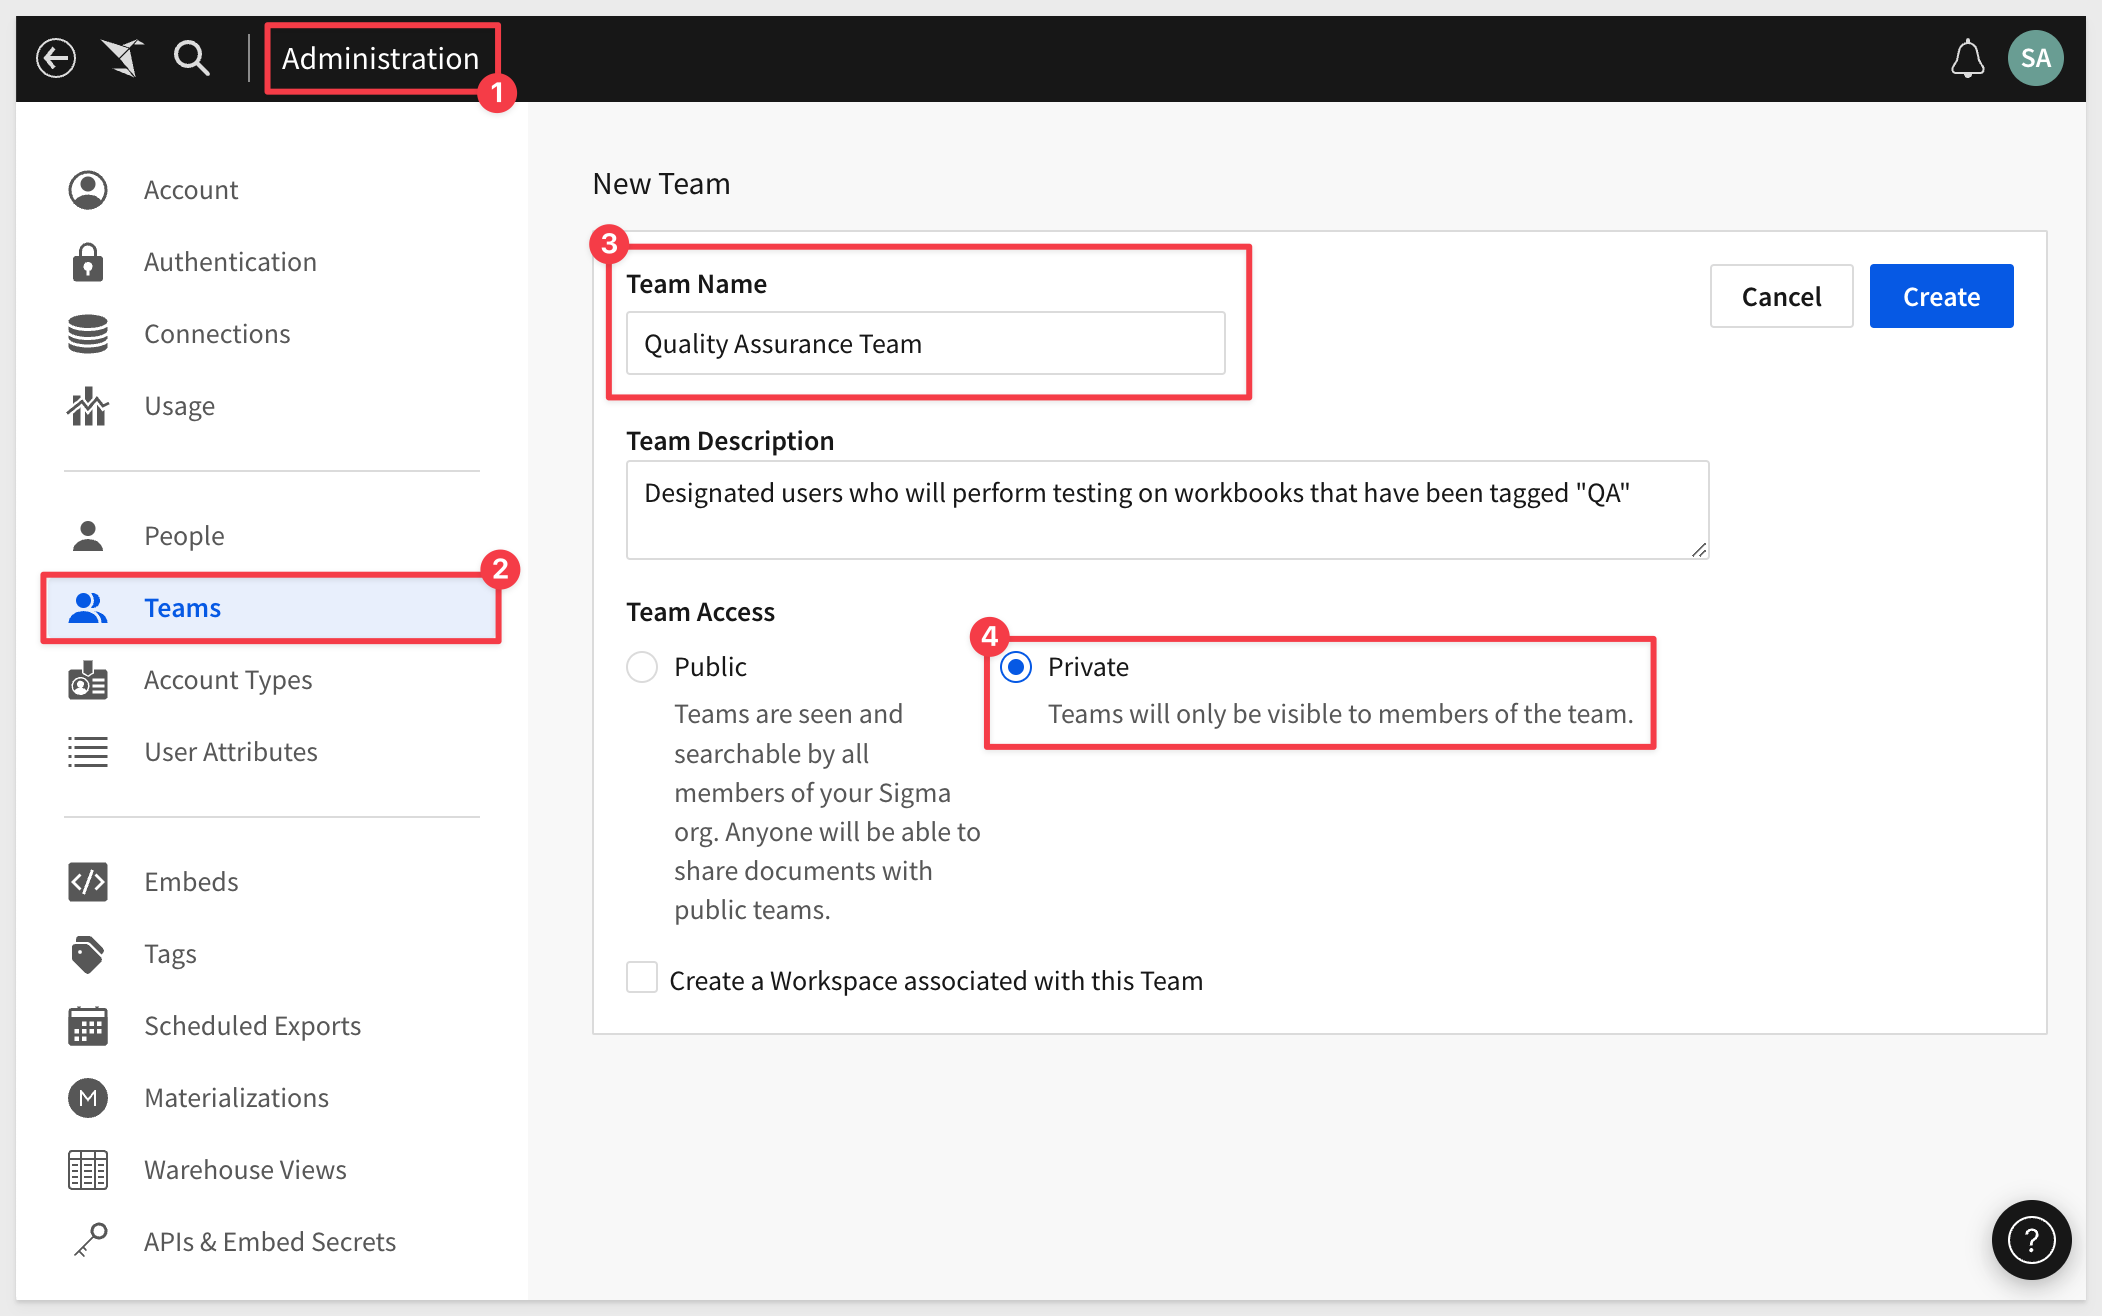 Administration
1
SA
Account
Authentication
Connections
Usage
People
2
Teams
Account Types
User Attributes
Embeds
Tags
Scheduled Exports
M
Materializations
Warehouse Views
APIs & Embed Secrets
New Team
3
Team Name
Quality Assurance Team
Cancel
Create
Team Description
Designated users who will perform testing on workbooks that have been tagged "QA"
Team Access
Public
Teams are seen and
searchable by all
members of your Sigma
org. Anyone will be able to
share documents with
public teams.
4
Private
Teams will only be visible to members of the team.
Create a Workspace associated with this Team
?